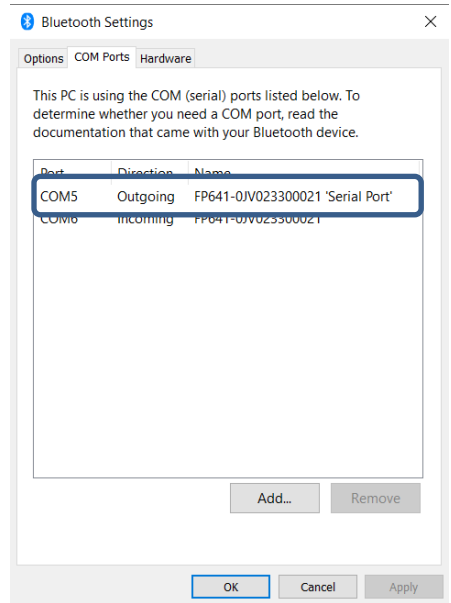 Bluetooth Settings
Options COM Ports Hardware
This PC is using the COM (serial) ports listed below. To
determine whether you need a COM port, read the
documentation that came with your Bluetooth device.
Port Direction Name
COM5 Outgoing FP641-0JV023300021 'Serial Port'
COM6 Incoming FP641-0JV023300021
Add... Remove
OK Cancel Apply